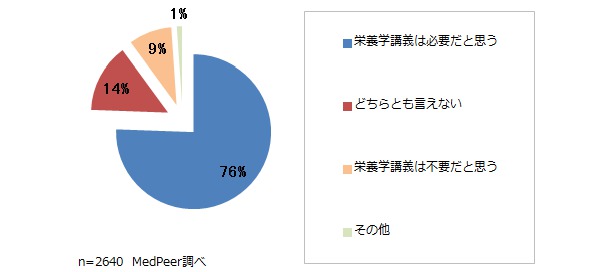 1%
9%
14%
76%
栄養学講義は必要だと思う
どちらとも言えない
栄養学講義は不要だと思う
その他
n=2640 MedPeer調べ